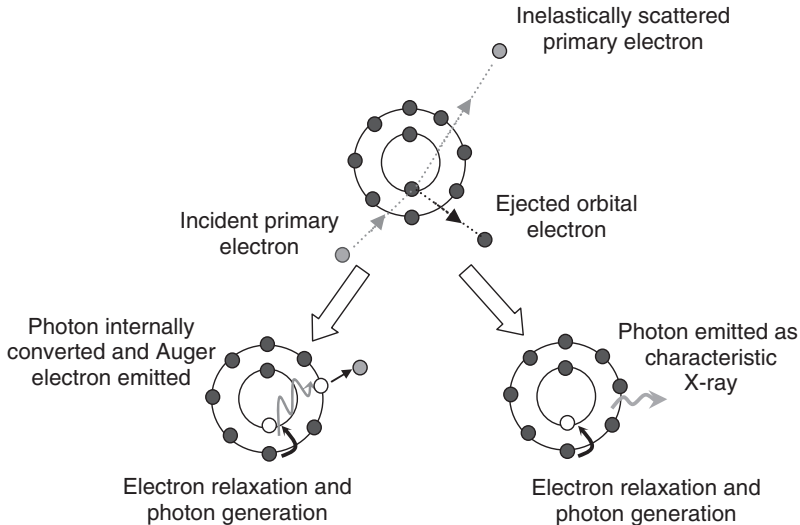 Inelastically scattered
primary electron
Incident primary
electron
Ejected orbital
electron
Photon internally
converted and Auger
electron emitted
Photon emitted as
characteristic
X-ray
Electron relaxation and
photon generation
Electron relaxation and
photon generation